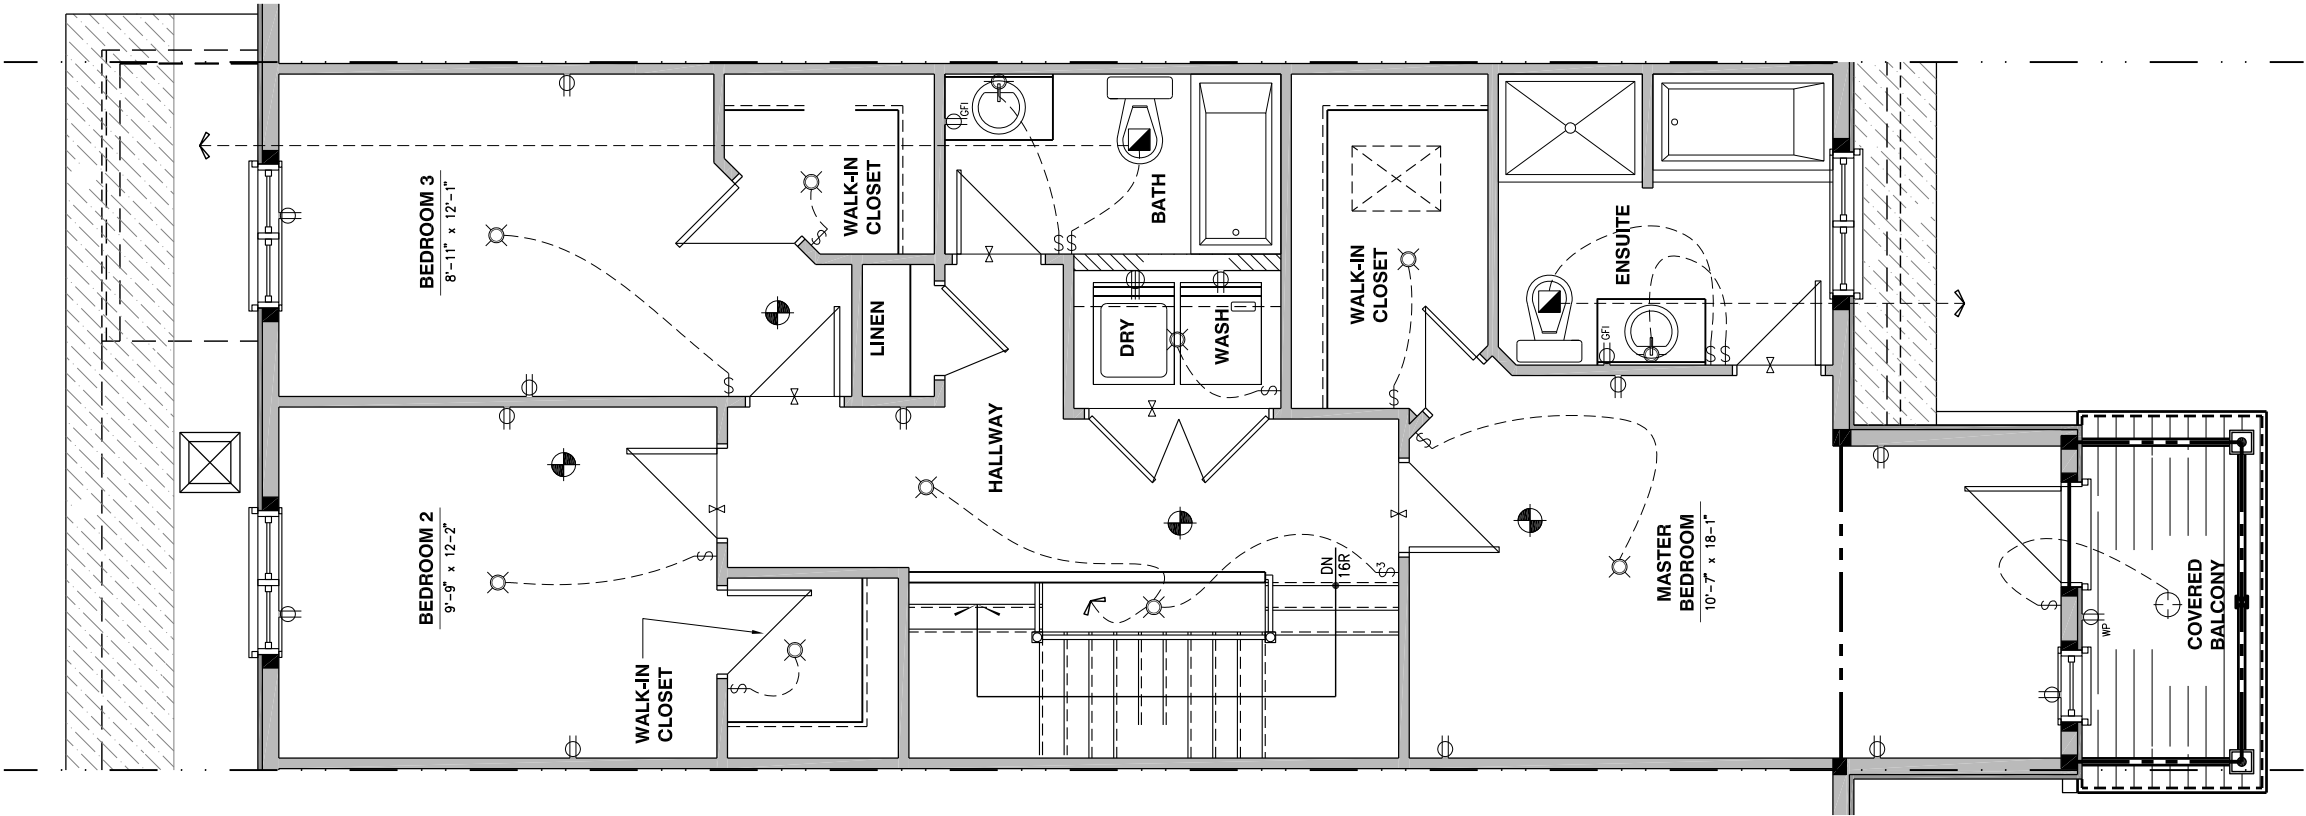 BEDROOM 3
8'-11" x 12'-1"
WALK-IN
CLOSET
GFI
BATH
LINEN
DRY
WASH
WALK-IN
CLOSET
ENSUITE
GFI
HALLWAY
BEDROOM 2
9'-9" x 12'-2"
WALK-IN
CLOSET
DN
16R
3
MASTER
BEDROOM
10'-7" x 18'-1"
WP
COVERED
BALCONY
S
S
S
S
S
S
S
S
S
S
S
S
S